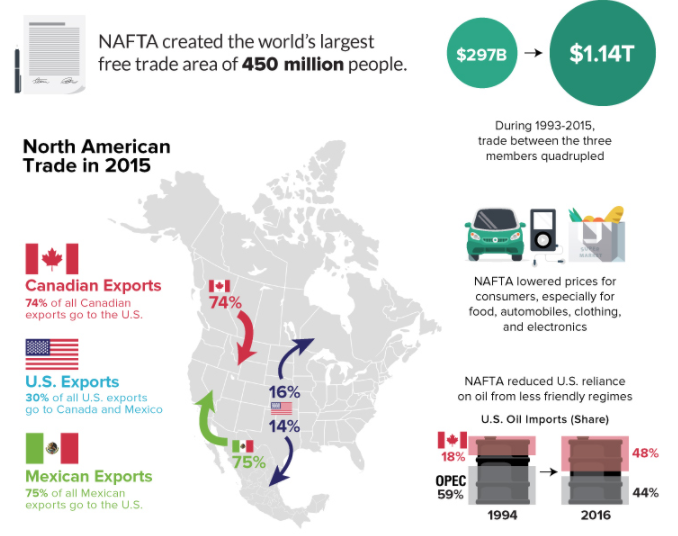 NAFTA created the world's largest
free trade area of 450 million people.
$297B
$1.14T
During 1993-2015,
trade between the three
members quadrupled
North American
Trade in 2015
Canadian Exports
74% of all Canadian
exports go to the U.S.
U.S. Exports
30% of all U.S. exports
go to Canada and Mexico
Mexican Exports
75% of all Mexican
exports go to the U.S.
74%
16%
14%
75%
SUPER
MARKET
NAFTA lowered prices for
consumers, especially for
food, automobiles, clothing,
and electronics
NAFTA reduced U.S. reliance
on oil from less friendly regimes
U.S. Oil Imports (Share)
18%
OPEC
59%
48%
44%
1994
2016